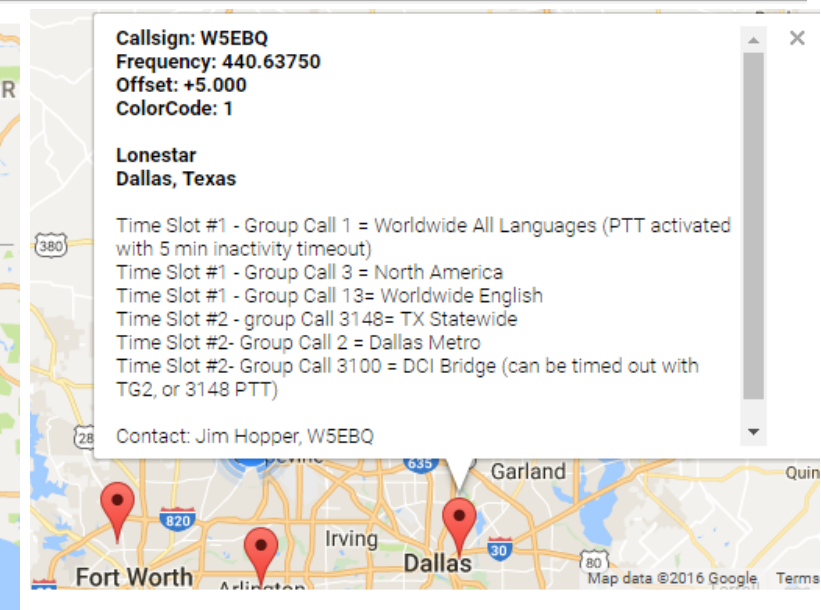 Callsign: W5EBQ
Frequency: 440.63750
Offset: +5.000
ColorCode: 1
Lonestar
Dallas, Texas
Time Slot #1 - Group Call 1 = Worldwide All Languages (PTT activated
with 5 min inactivity timeout)
Time Slot #1 - Group Call 3 = North America
Time Slot #1 - Group Call 13= Worldwide English
Time Slot #2 - group Call 3148= TX Statewide
Time Slot #2- Group Call 2 = Dallas Metro
Time Slot #2- Group Call 3100 = DCI Bridge (can be timed out with
TG2, or 3148 PTT)
Contact: Jim Hopper, W5EBQ
R
380
28
635
Garland
Quin
820
Irving
30
Dallas
80
Fort Worth
Arlington
Map data ©2016 Google
Terms